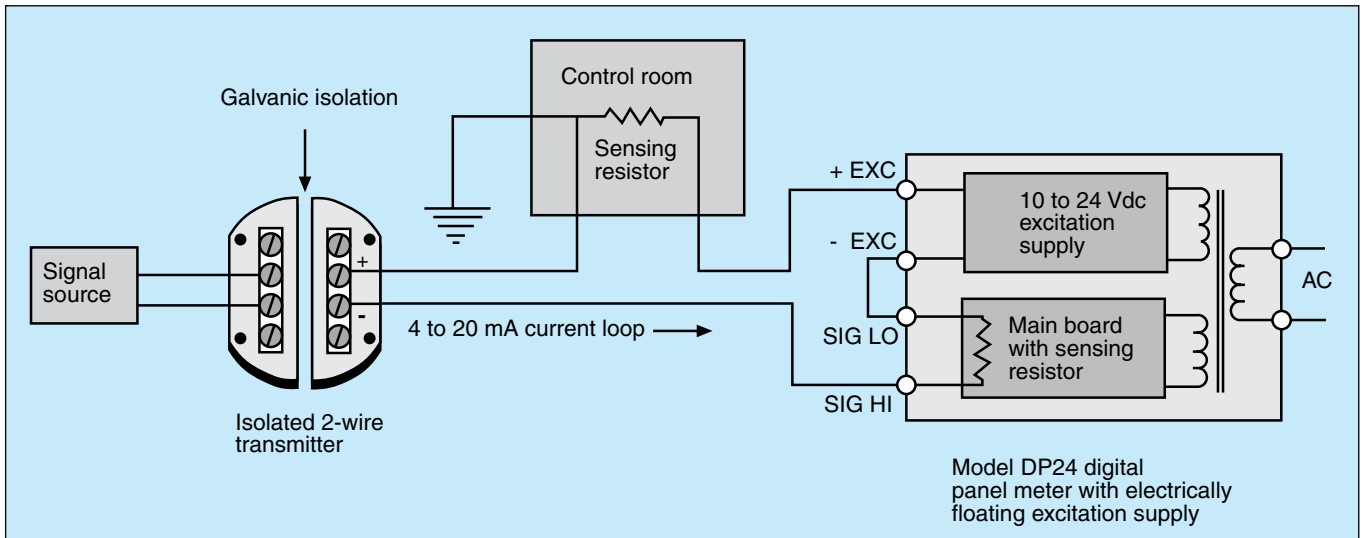 Galvanic isolation
Control room
Sensing
resistor
Signal
source
+
-
4 to 20 mA current loop
Isolated 2-wire
transmitter
+ EXC
- EXC
SIG LO
SIG HI
10 to 24 Vdc
excitation
supply
Main board
with sensing
resistor
AC
Model DP24 digital
panel meter with electrically
floating excitation supply